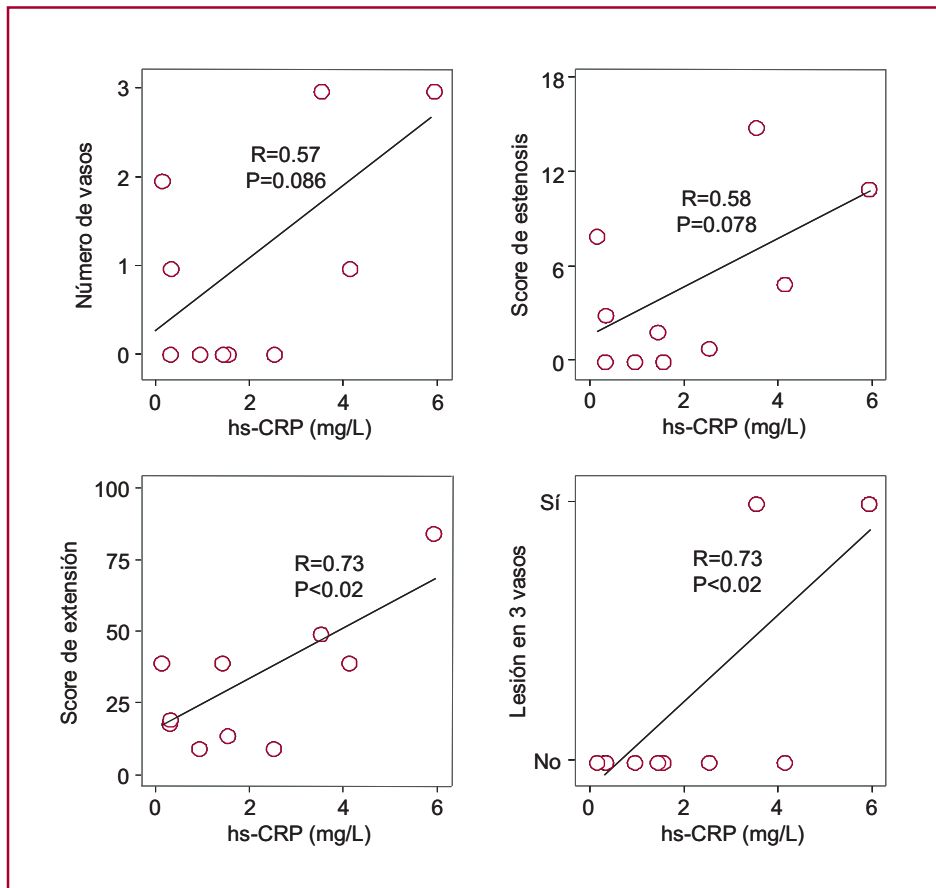 3
2
1
0
Número de vasos
R=0.57
P=0.086
0 2 4 6
hs-CRP (mg/L)
18
12
6
0
Score de estenosis
R=0.58
P=0.078
0 2 4 6
hs-CRP (mg/L)
100
75
50
25
0
Score de extensión
R=0.73
P<0.02
0 2 4 6
hs-CRP (mg/L)
Sí
No
Lesión en 3 vasos
R=0.73
P<0.02
0 2 4 6
hs-CRP (mg/L)